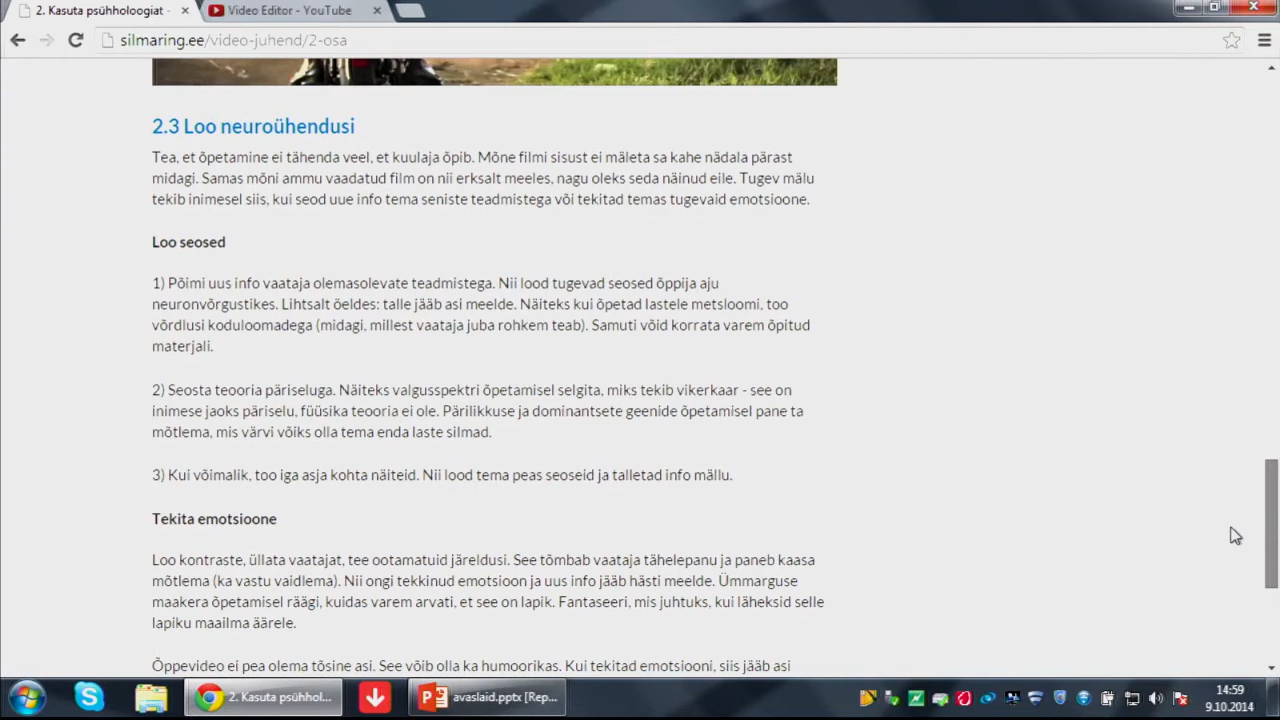 2. Kasuta psühholoogiat -
Video Editor - YouTube
silmaring.ee/video-juhend/2-osa
2.3 Loo neuroühendusi
Tea, et õpetamine ei tähenda veel, et kuulaja õpib. Mõne filmi sisust ei mäleta sa kahe nädala pärast
midagi. Samas mõni ammu vaadatud film on nii erksalt meeles, nagu oleks seda näinud eile. Tugev mälu
tekib inimesel siis, kui seod uue info tema seniste teadmistega või tekitad temas tugevaid emotsioone.
Loo seosed
1) Põimi uus info vaataja olemasolevate teadmistega. Nii lood tugevad seosed õppija aju
neuronvõrgustikes. Lihtsalt öeldes: talle jääb asi meelde. Näiteks kui õpetad lastele metsloomi, too
võrdlusi koduloomadega (midagi, millest vaataja juba rohkem teab). Samuti võid korrata varem õpitud
materjali.
2) Seosta teooria päriseluga. Näiteks valgusspektri õpetamisel selgita, miks tekib vikerkaar - see on
inimese jaoks päriselu, füüsika teooria ei ole. Pärilikkuse ja dominantsete geenide õpetamisel pane ta
mõtlema, mis värvi võiks olla tema enda laste silmad.
3) Kui võimalik, too iga asja kohta näiteid. Nii lood tema peas seoseid ja talletad info mällu.
Tekita emotsioone
Loo kontraste, üllata vaatajat, tee ootamatuid järeldusi. See tõmbab vaataja tähelepanu ja paneb kaasa
mõtlema (ka vastu vaidlema). Nii ongi tekkinud emotsioon ja uus info jääb hästi meelde. Ümmarguse
maakera õpetamisel räägi, kuidas varem arvati, et see on lapik. Fantaseeri, mis juhtuks, kui läheksid selle
lapiku maailma äärele.
Õppevideo ei pea olema tõsine asi. See võib olla ka humoorikas. Kui tekitad emotsiooni, siis jääb asi
2. Kasuta psühhol...
avaslaid.pptx [Rep...
14:59
9.10.2014